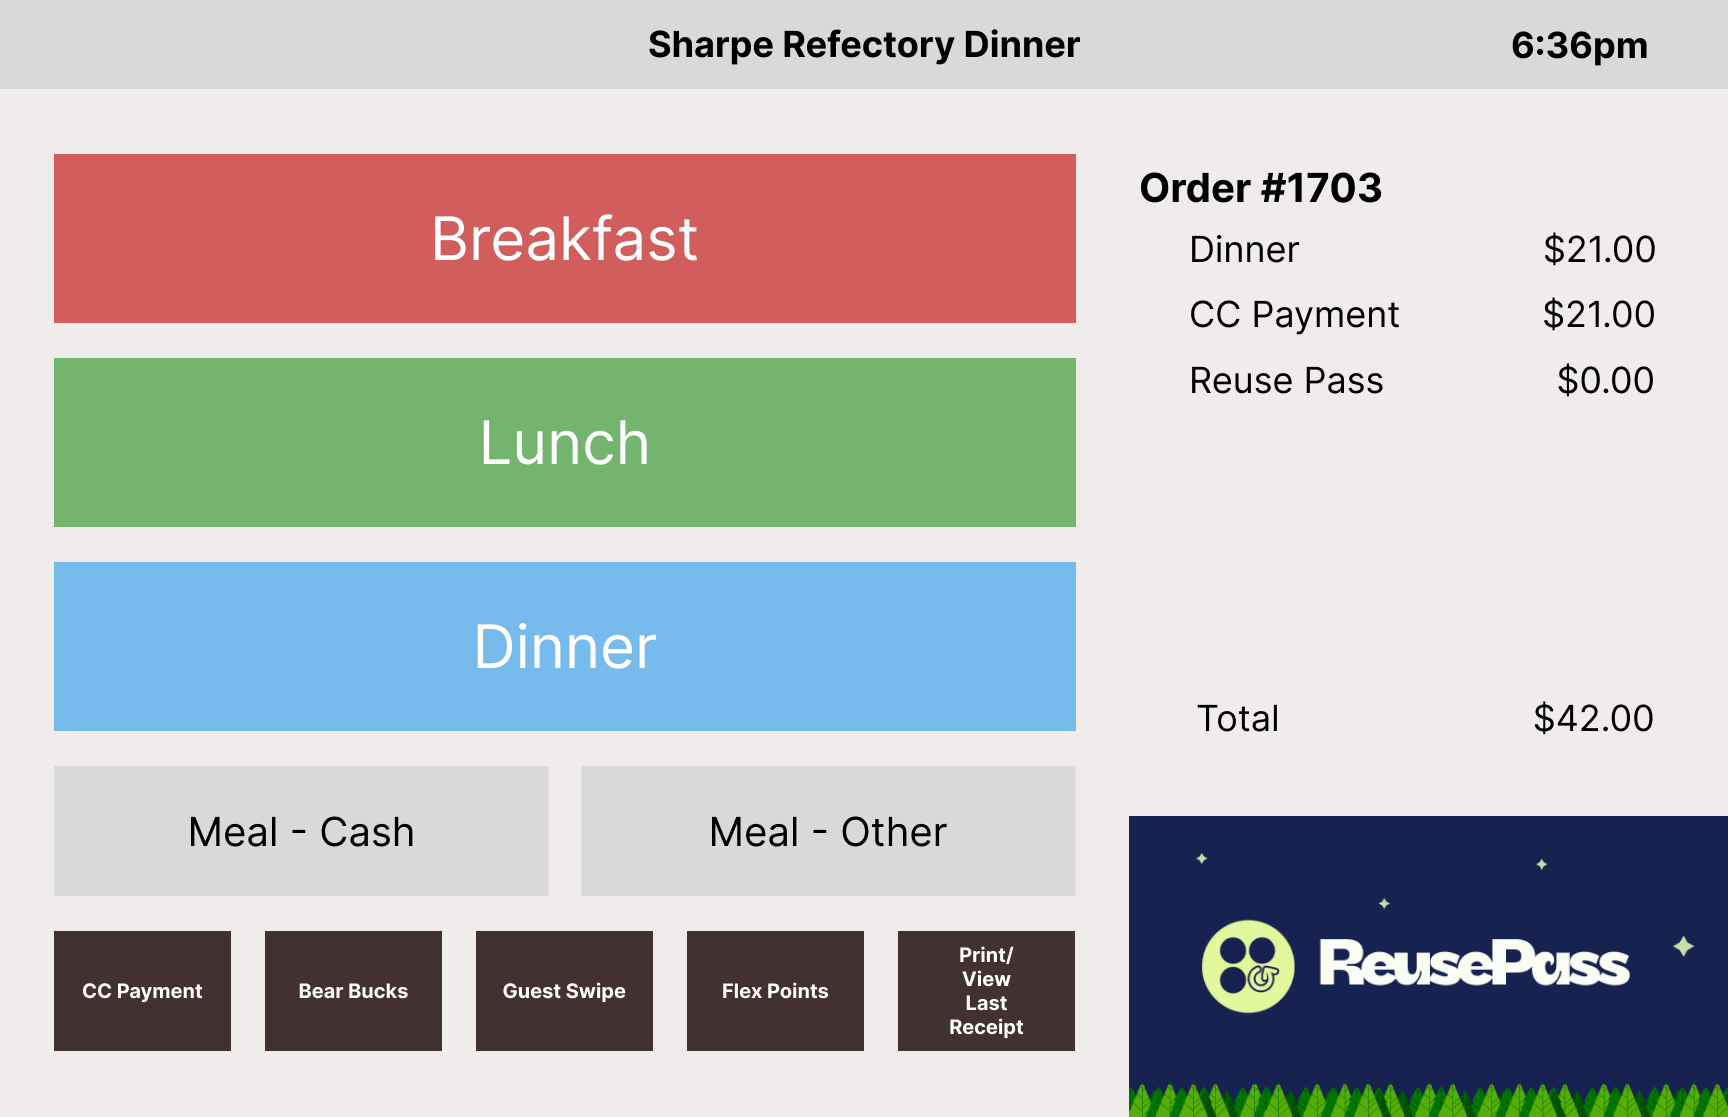 Sharpe Refectory Dinner
6:36pm
Breakfast
Lunch
Dinner
Meal - Cash
Meal - Other
CC Payment
Bear Bucks
Guest Swipe
Flex Points
Print/
View
Last
Receipt
Order #1703
Dinner $21.00
CC Payment $21.00
Reuse Pass $0.00
Total $42.00
ReusePass